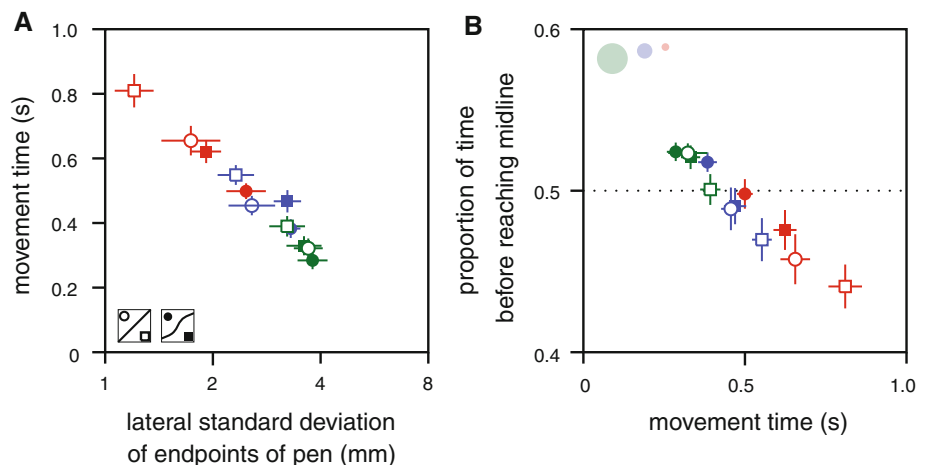 A
movement time (s)
1.0
0.8
0.6
0.4
0.2
0
1
2
4
8
lateral standard deviation
of endpoints of pen (mm)
B
proportion of time
before reaching midline
0.6
0.5
0.4
0
0.5
1.0
movement time (s)